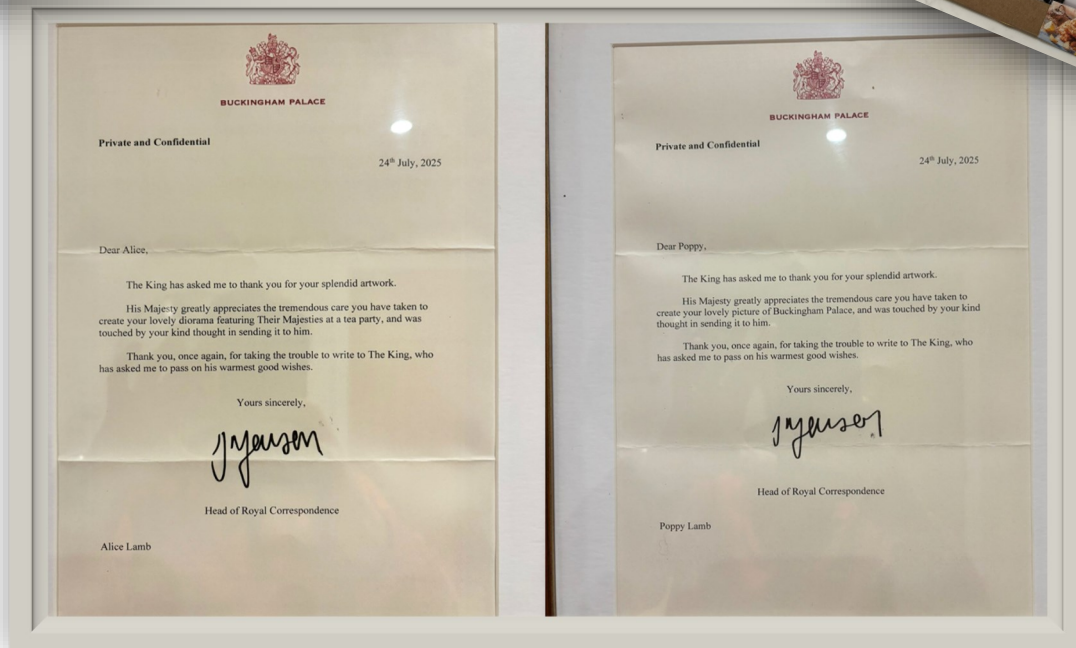 BUCKINGHAM PALACE
Private and Confidential
24th July, 2025
Dear Alice,
The King has asked me to thank you for your splendid artwork.
His Majesty greatly appreciates the tremendous care you have taken to
create your lovely diorama featuring Their Majesties at a tea party, and was
touched by your kind thought in sending it to him.
Thank you, once again, for taking the trouble to write to The King, who
has asked me to pass on his warmest good wishes.
Yours sincerely,
Head of Royal Correspondence
Alice Lamb
BUCKINGHAM PALACE
Private and Confidential
24th July, 2025
Dear Poppy,
The King has asked me to thank you for your splendid artwork.
His Majesty greatly appreciates the tremendous care you have taken to
create your lovely picture of Buckingham Palace, and was touched by your kind
thought in sending it to him.
Thank you, once again, for taking the trouble to write to The King, who
has asked me to pass on his warmest good wishes.
Yours sincerely,
Head of Royal Correspondence
Poppy Lamb